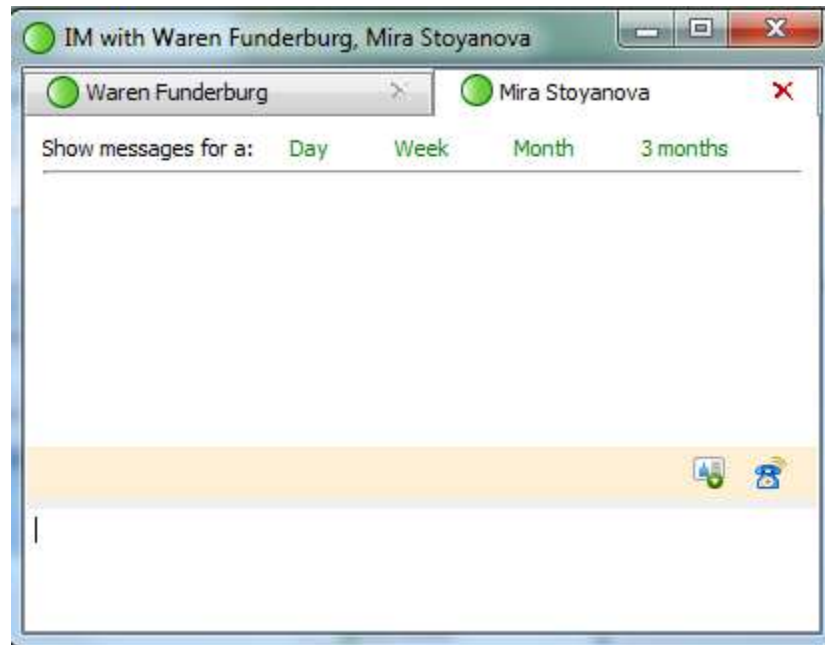 IM with Waren Funderburg, Mira Stoyanova
Waren Funderburg Mira Stoyanova
Show messages for a: Day Week Month 3 months